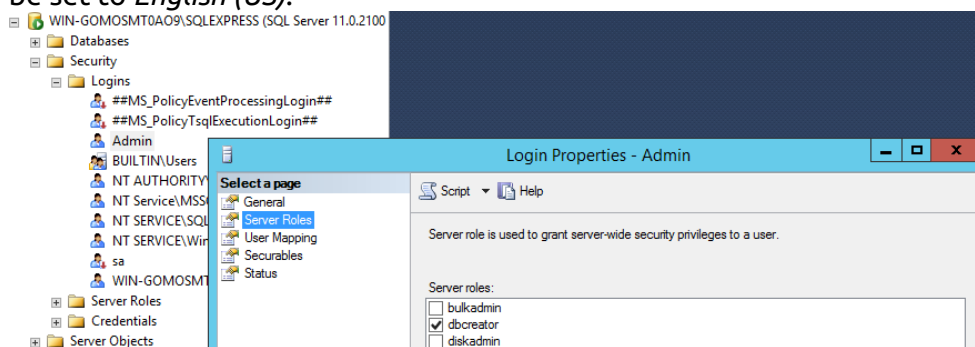 be set to English (US).
WIN-GOMOSMT0AO9\SQLEXPRESS (SQL Server 11.0.2100
Databases
Security
Logins
##MS_PolicyEventProcessingLogin##
##MS_PolicyTsqlExecutionLogin##
Admin
BUILTIN\Users
NT AUTHORITY
NT Service\MSS
NT SERVICE\SQL
NT SERVICE\Win
sa
WIN-GOMOSMT
Server Roles
Credentials
Server Objects
Login Properties - Admin
Select a page
General
Server Roles
User Mapping
Securables
Status
Script Help
Server role is used to grant server-wide security privileges to a user.
Server roles:
bulkadmin
dbcreator
diskadmin